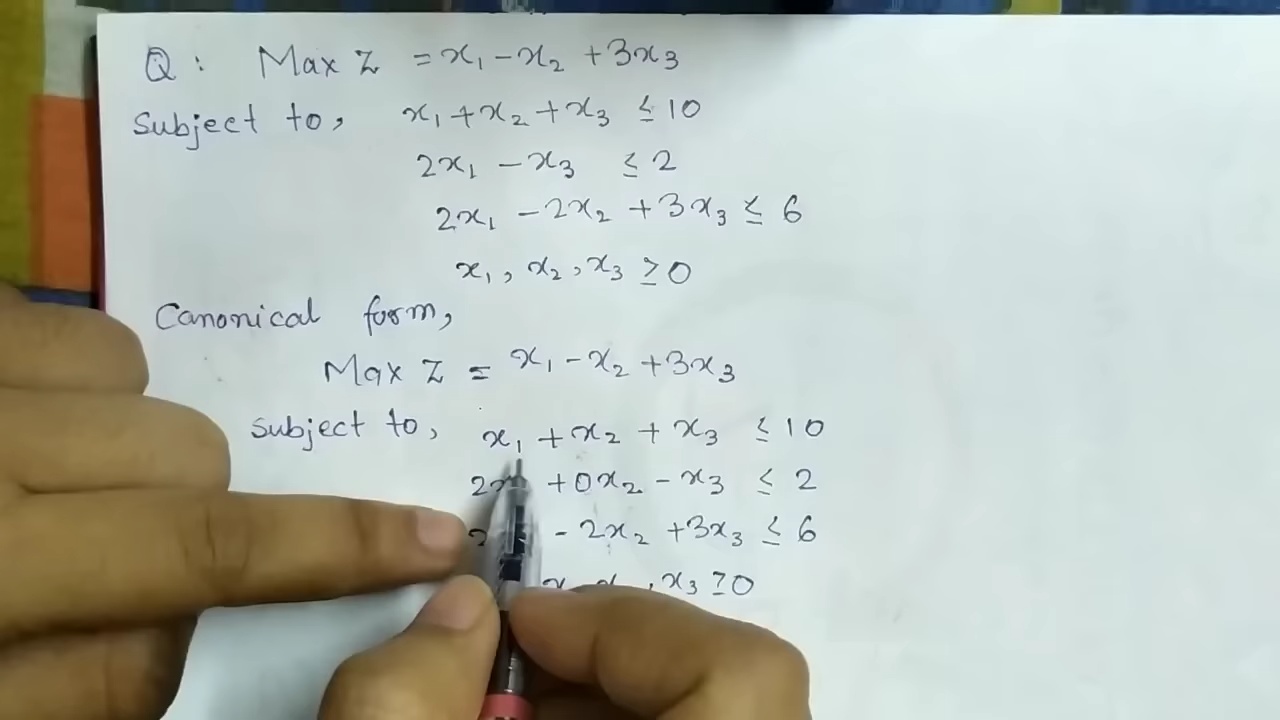 Q: Max Z = x₁ - x₂ + 3x₃
Subject to, x₁ + x₂ + x₃ ≤ 10
2x₁ - x₃ ≤ 2
2x₁ - 2x₂ + 3x₃ ≤ 6
x₁, x₂, x₃ ≥ 0
Canonical form,
Max Z = x₁ - x₂ + 3x₃
Subject to, x₁ + x₂ + x₃ ≤ 10
2x + 0x₂ - x₃ ≤ 2
2 - 2x₂ + 3x₃ ≤ 6
, x₃ ≥ 0